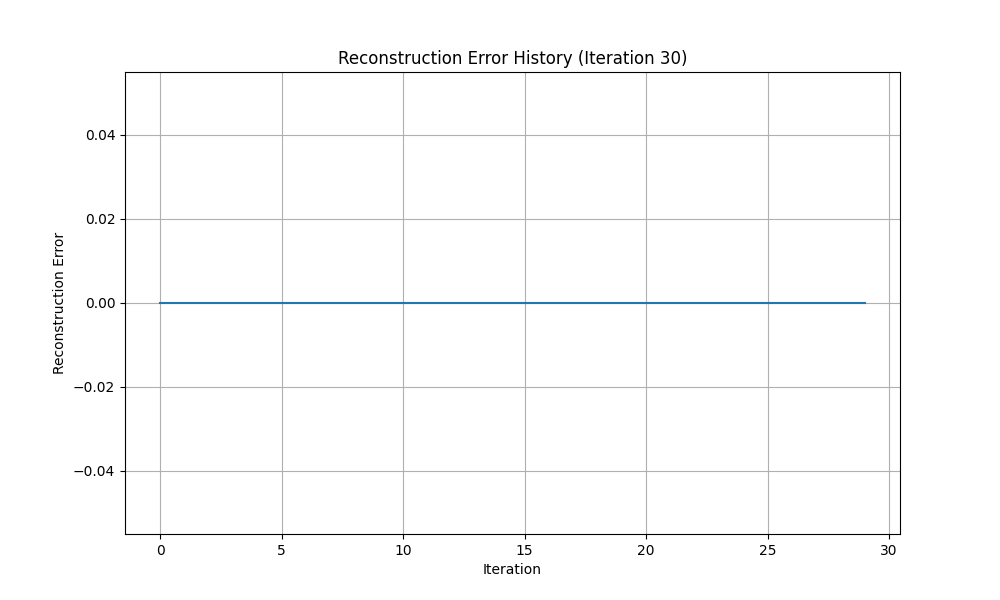 Reconstruction Error History (Iteration 30)
0.04
0.02
0.00
−0.02
−0.04
Reconstruction Error
0 5 10 15 20 25 30
Iteration